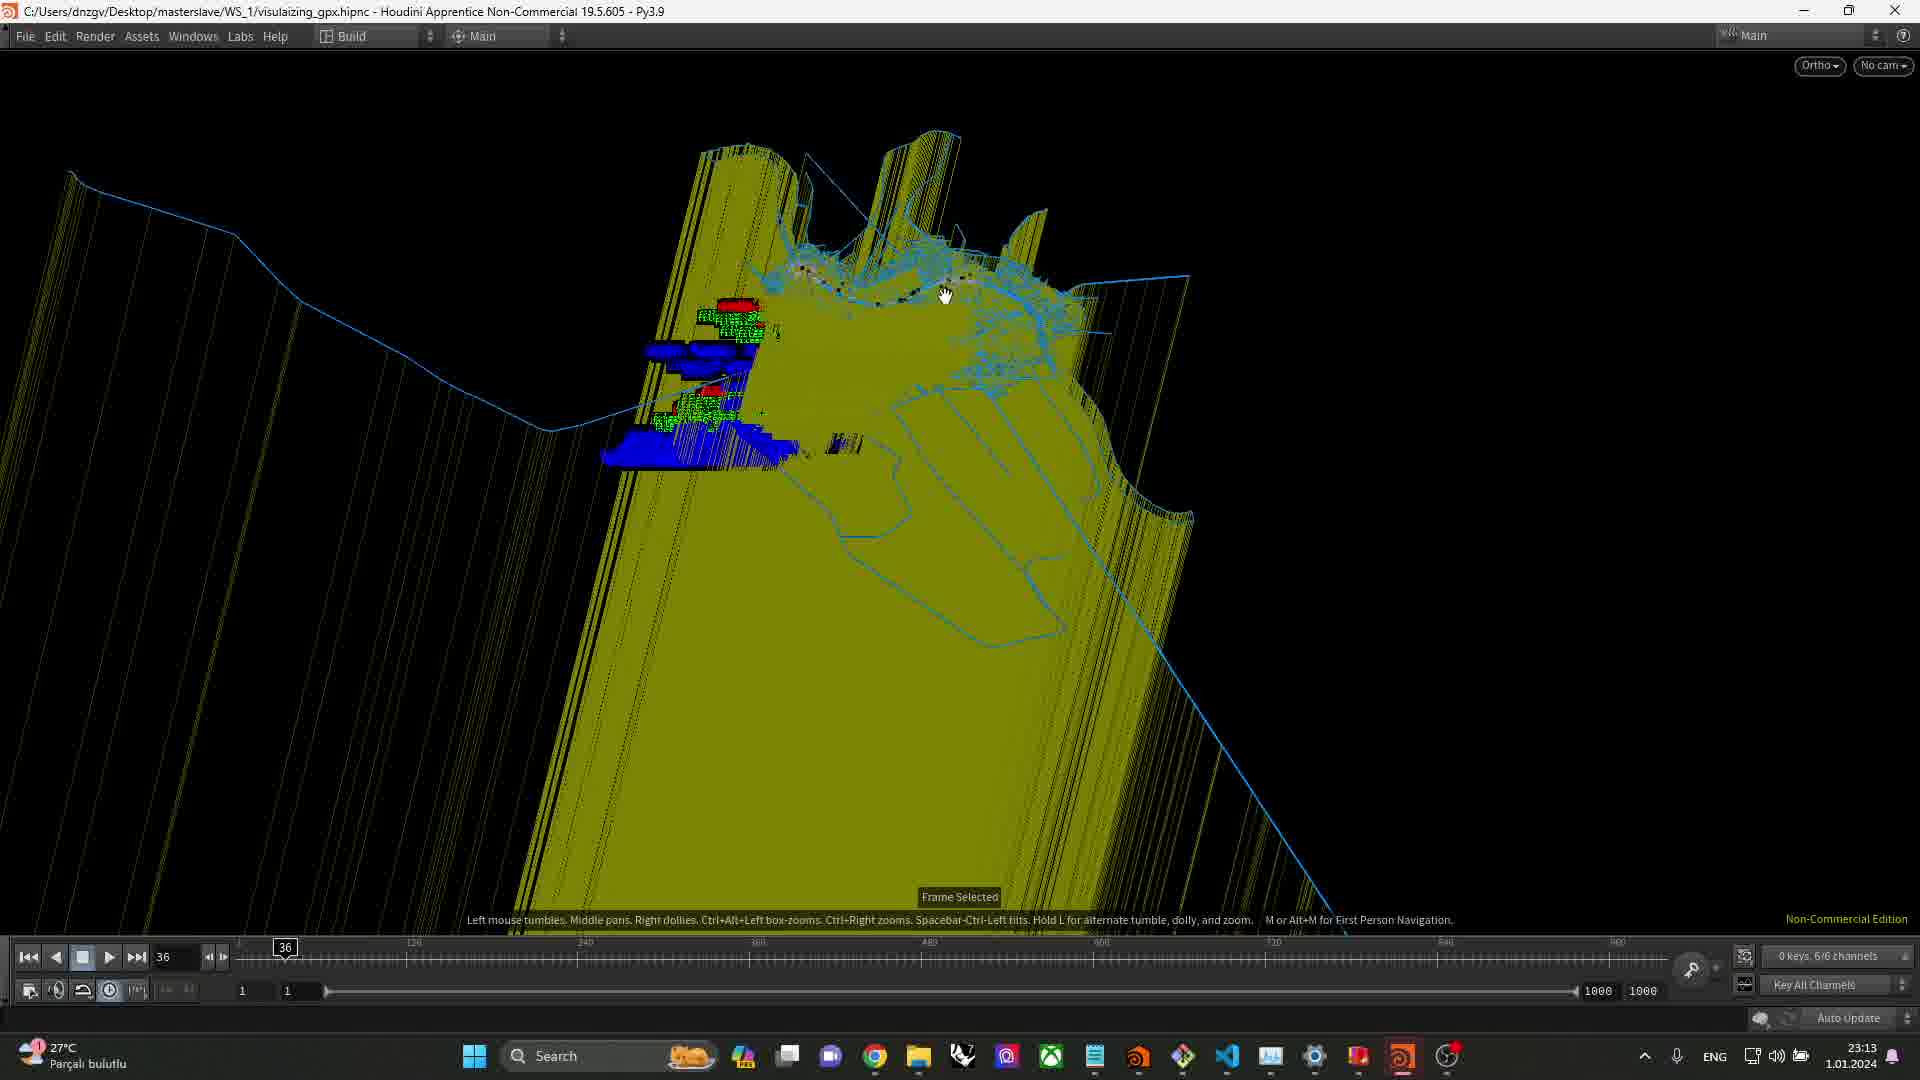 C:/Users/dnzgv/Desktop/masterslave/WS_1/visulaizing_gpx.hipnc - Houdini Apprentice Non-Commercial 19.5.605 - Py3.9
File Edit Render Assets Windows Labs Help Build Main Main
Ortho No cam
Frame Selected
Left mouse tumbles. Middle pans. Right dollies. Ctrl+Alt+Left box-zooms. Ctrl+Right zooms. Spacebar-Ctrl-Left tilts. Hold L for alternate tumble, dolly, and zoom. M or Alt+M for First Person Navigation.
Non-Commercial Edition
1 36 120 240 360 480 600 720 840 960
36 0 keys, 6/6 channels
1 1 1000 1000 Key All Channels
Auto Update
27°C
Parçalı bulutlu
Search
ENG
23:13
1.01.2024